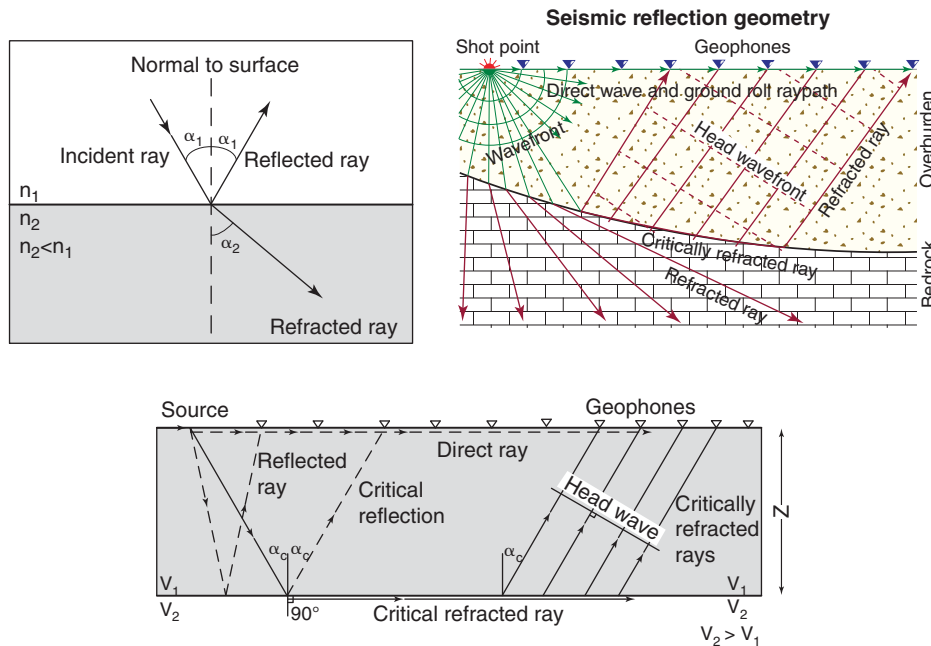 Normal to surface
α1 α1
Incident ray
Reflected ray
n1
n2
n2<n1
α2
Refracted ray
Seismic reflection geometry
Shot point
Geophones
Direct wave and ground roll raypath
Wavefront
Head wavefront
Refracted ray
Overburden
Critically refracted ray
Refracted ray
Bedrock
Source
Geophones
Direct ray
Reflected
ray
Critical
reflection
Head wave
Critically
refracted
rays
Z
αc αc
αc
V1
V1
V2
90°
Critical refracted ray
V2
V2 > V1